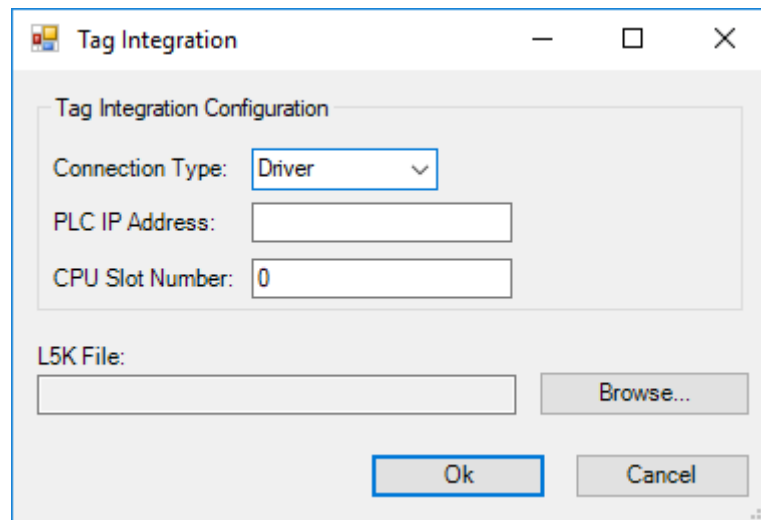 Tag Integration
Tag Integration Configuration
Connection Type: Driver
PLC IP Address:
CPU Slot Number: 0
L5K File:
Browse...
Ok Cancel